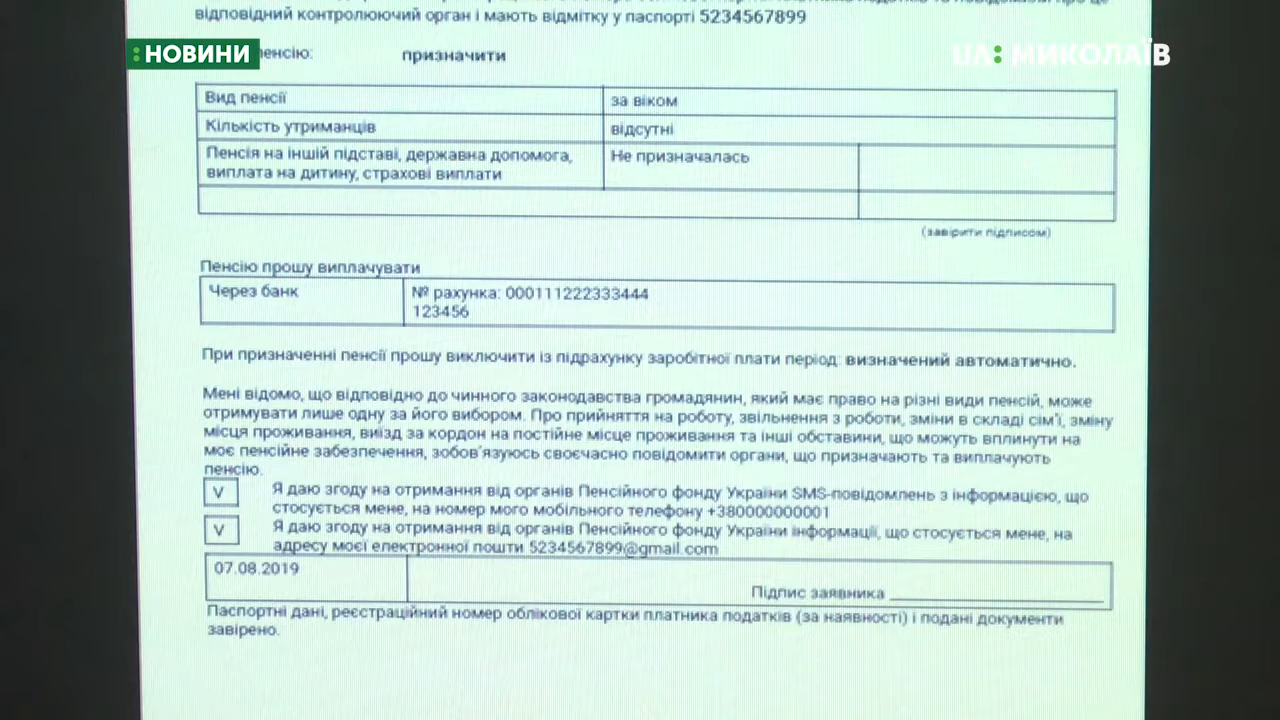 відповідний контролюючий орган і мають відмітку у паспорті 5234567899
: НОВИНИ
UA: МИКОЛАЇВ
пенсію: призначити
Вид пенсії за віком
Кількість утриманців відсутні
Пенсія на іншій підставі, державна допомога, Не призначалась
виплата на дитину, страхові виплати
(завірити підписом)
Пенсію прошу виплачувати
Через банк № рахунка: 000111222333444
123456
При призначенні пенсії прошу виключити із підрахунку заробітної плати період: визначений автоматично.
Мені відомо, що відповідно до чинного законодавства громадянин, який має право на різні види пенсій, може
отримувати лише одну за його вибором. Про прийняття на роботу, звільнення з роботи, зміни в складі сім'ї, зміну
місця проживання, виїзд за кордон на постійне місце проживання та інші обставини, що можуть вплинути на
моє пенсійне забезпечення, зобов'язуюсь своєчасно повідомити органи, що призначають та виплачують
пенсію.
V Я даю згоду на отримання від органів Пенсійного фонду України SMS-повідомлень з інформацією, що
стосується мене, на номер мого мобільного телефону +380000000001
V Я даю згоду на отримання від органів Пенсійного фонду України інформації, що стосується мене, на
адресу моєї електронної пошти 5234567899@gmail.com
07.08.2019
Підпис заявника
Паспортні дані, реєстраційний номер облікової картки платника податків (за наявності) і подані документи
завірено.